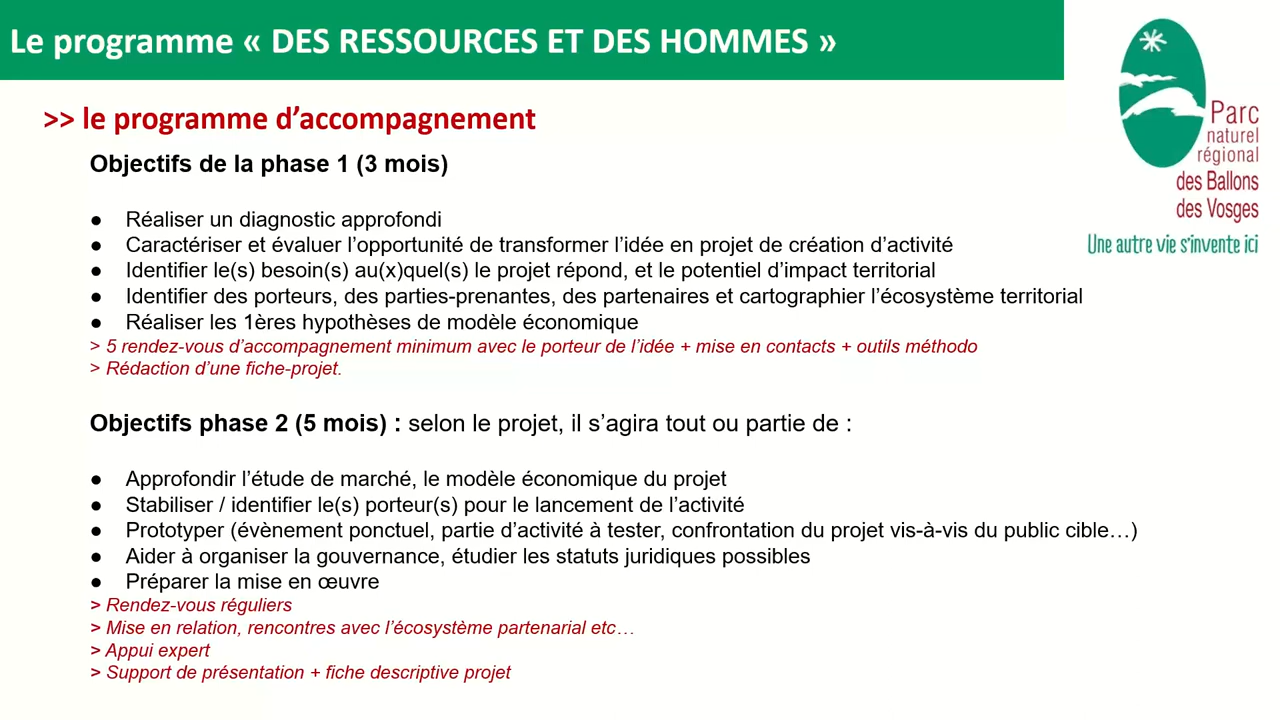 Le programme « DES RESSOURCES ET DES HOMMES »
Parc
naturel
régional
des Ballons
des Vosges
Une autre vie s'invente ici
>> le programme d’accompagnement
Objectifs de la phase 1 (3 mois)
● Réaliser un diagnostic approfondi
● Caractériser et évaluer l’opportunité de transformer l’idée en projet de création d’activité
● Identifier le(s) besoin(s) au(x)quel(s) le projet répond, et le potentiel d’impact territorial
● Identifier des porteurs, des parties-prenantes, des partenaires et cartographier l’écosystème territorial
● Réaliser les 1ères hypothèses de modèle économique
> 5 rendez-vous d’accompagnement minimum avec le porteur de l’idée + mise en contacts + outils méthodo
> Rédaction d’une fiche-projet.
Objectifs phase 2 (5 mois) : selon le projet, il s’agira tout ou partie de :
● Approfondir l’étude de marché, le modèle économique du projet
● Stabiliser / identifier le(s) porteur(s) pour le lancement de l’activité
● Prototyper (évènement ponctuel, partie d’activité à tester, confrontation du projet vis-à-vis du public cible…)
● Aider à organiser la gouvernance, étudier les statuts juridiques possibles
● Préparer la mise en œuvre
> Rendez-vous réguliers
> Mise en relation, rencontres avec l’écosystème partenarial etc…
> Appui expert
> Support de présentation + fiche descriptive projet